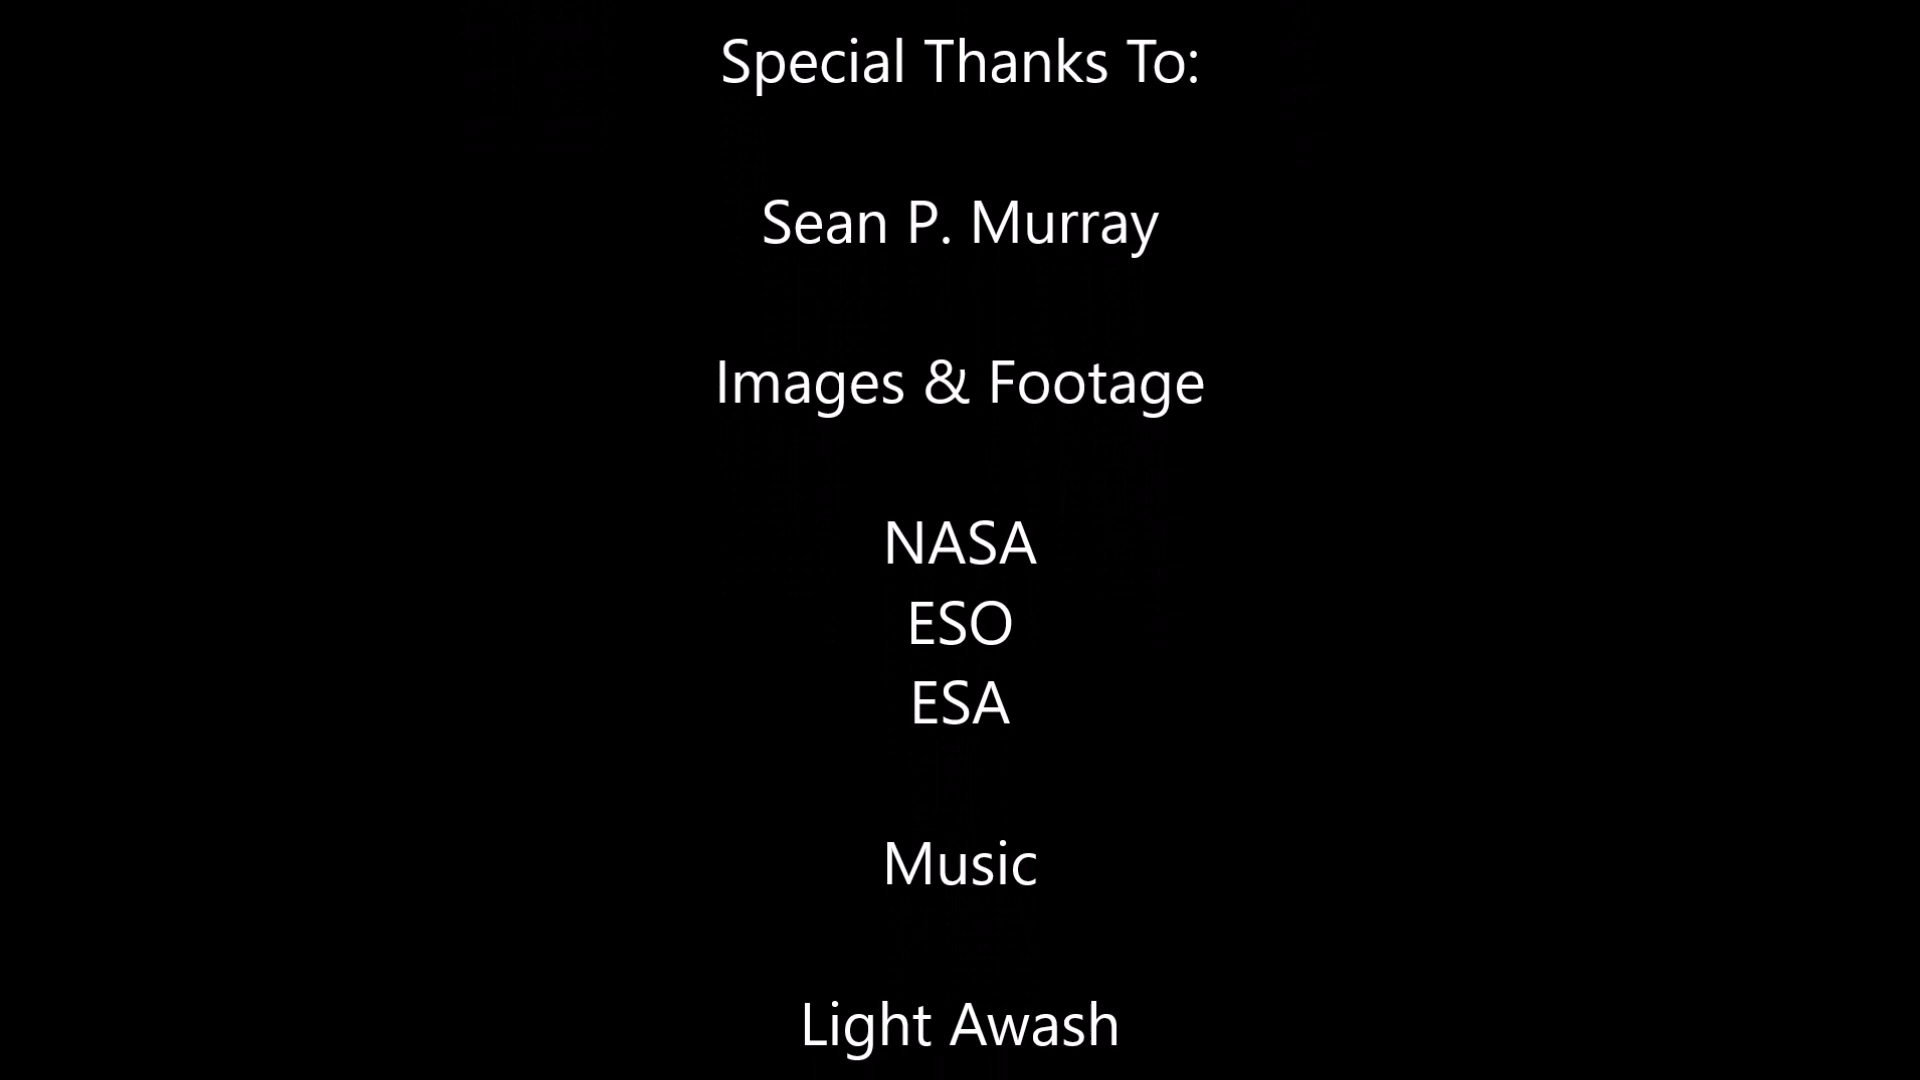 Special Thanks To:
Sean P. Murray
Images & Footage
NASA
ESO
ESA
Music
Light Awash